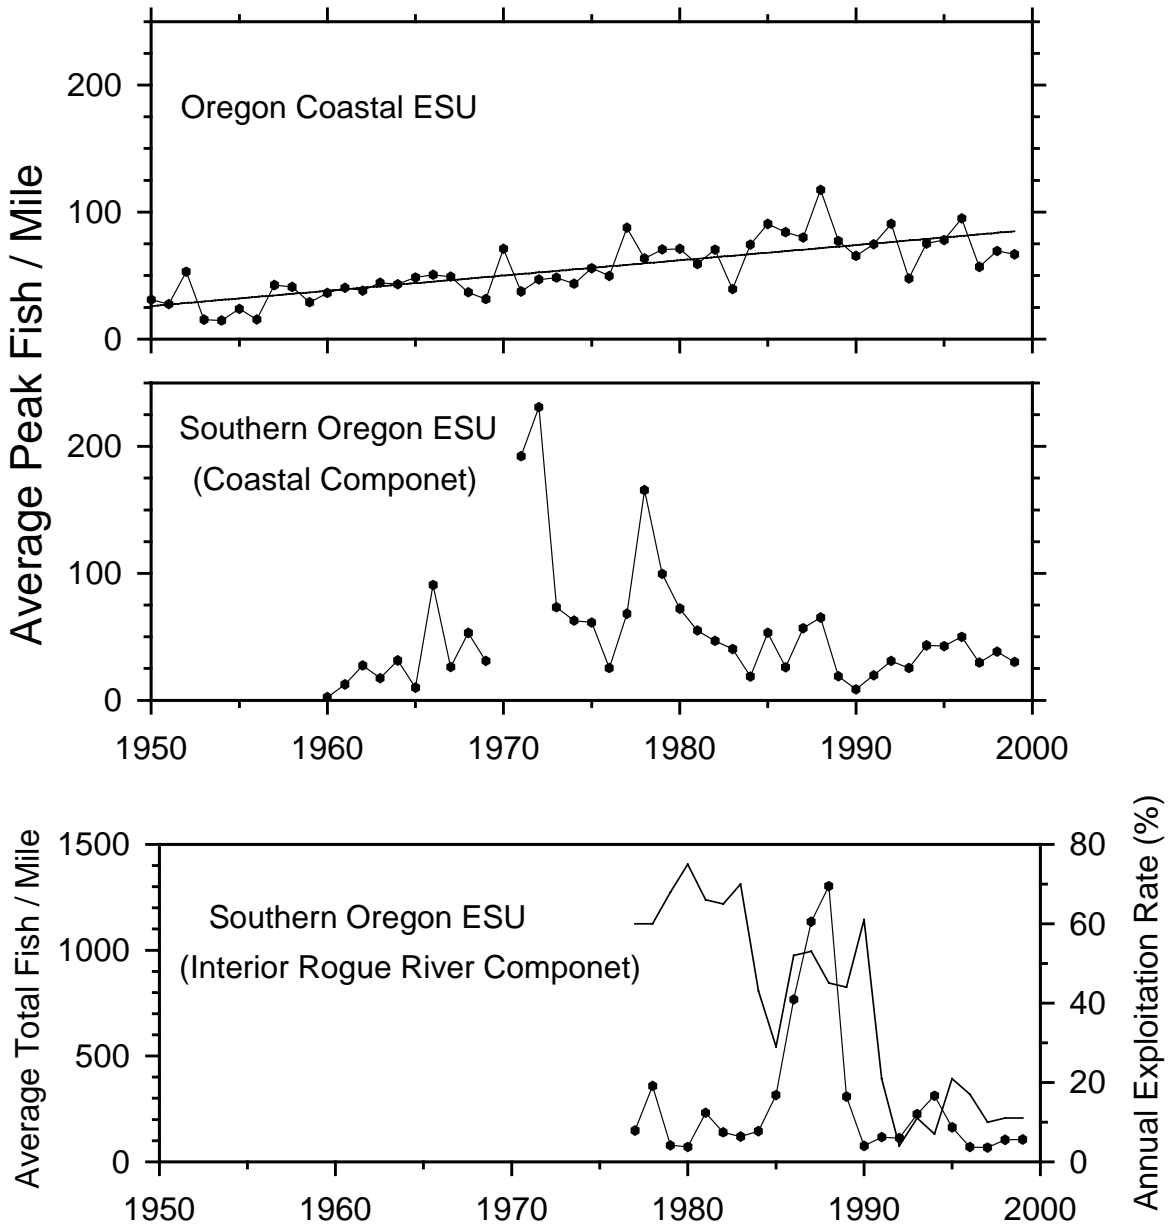 Average Peak Fish / Mile
200
100
0
Oregon Coastal ESU
200
100
0
Southern Oregon ESU
(Coastal Componet)
1950 1960 1970 1980 1990 2000
Average Total Fish / Mile
1500
1000
500
0
Southern Oregon ESU
(Interior Rogue River Componet)
80
60
40
20
0
Annual Exploitation Rate (%)
1950 1960 1970 1980 1990 2000